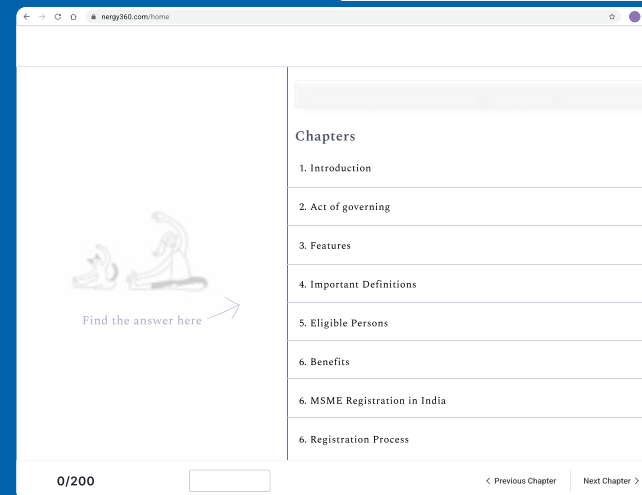 nergy360.com/home
Chapters
1. Introduction
2. Act of governing
3. Features
4. Important Definitions
5. Eligible Persons
6. Benefits
6. MSME Registration in India
6. Registration Process
Find the answer here
0/200
< Previous Chapter
Next Chapter >